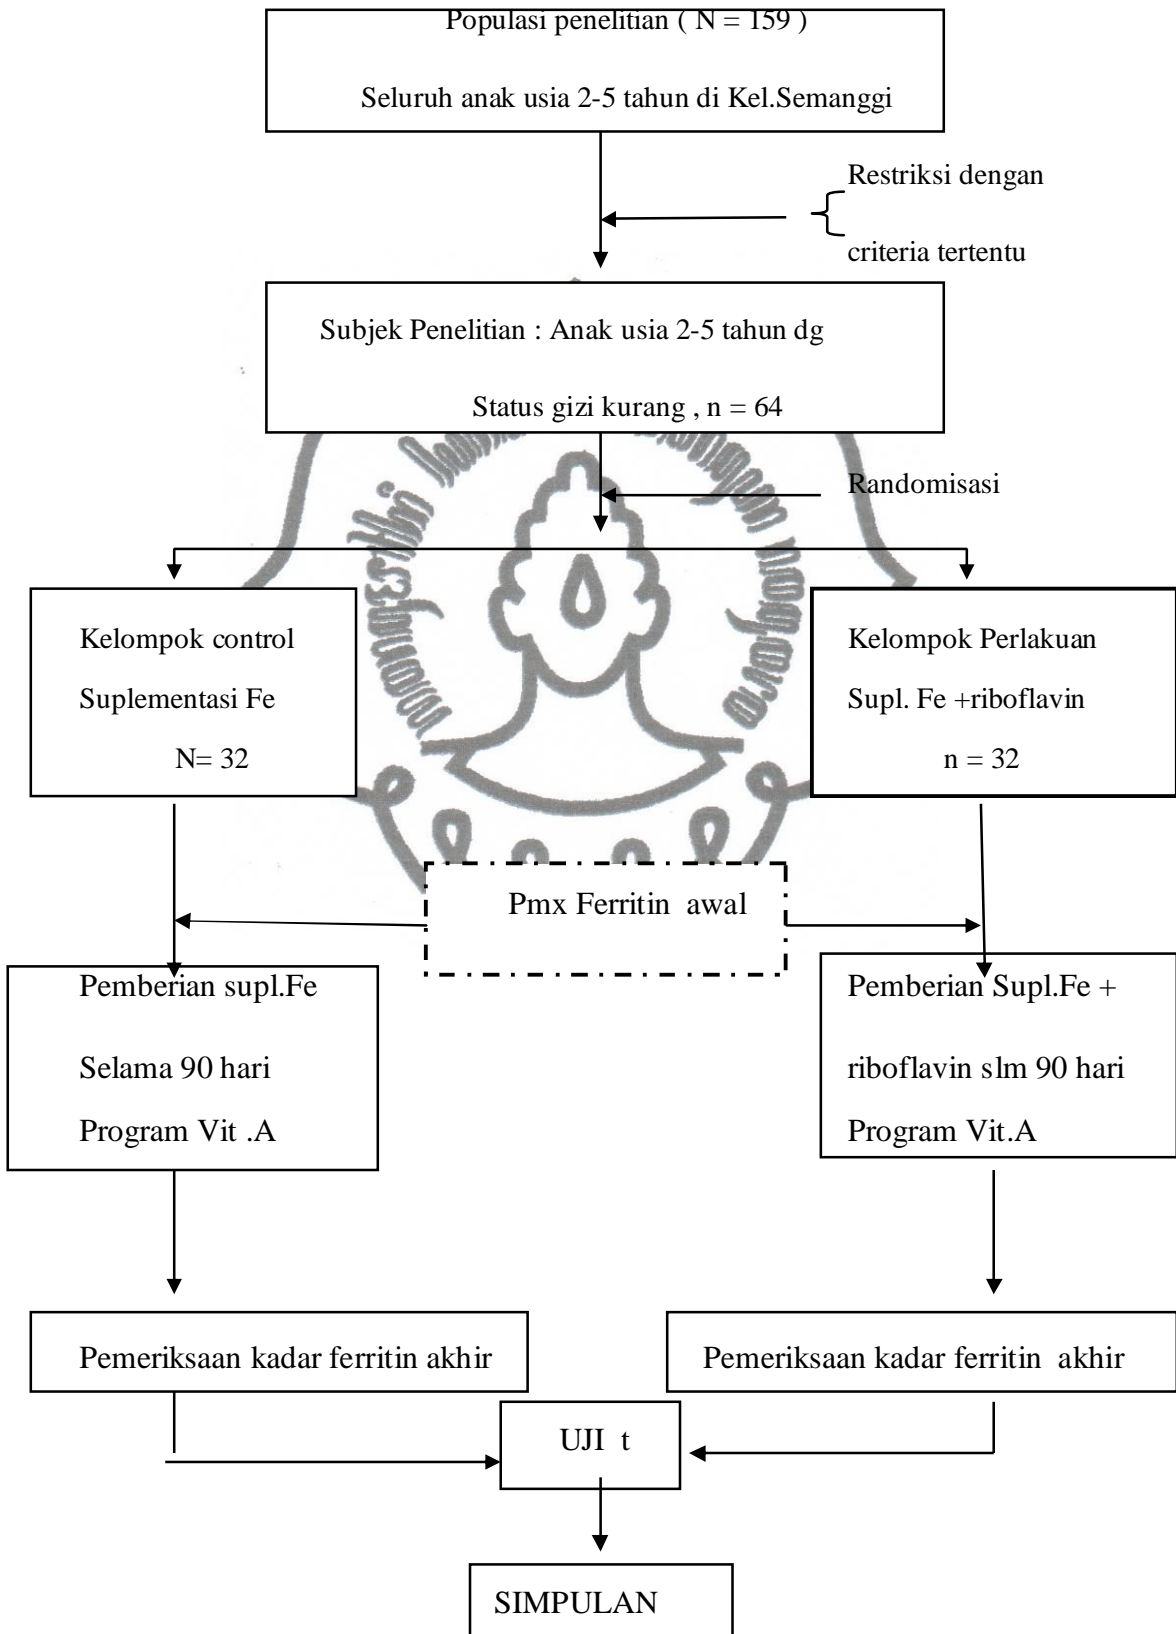 Populasi penelitian ( N = 159 )
Seluruh anak usia 2-5 tahun di Kel.Semanggi
Restriksi dengan
criteria tertentu
Subjek Penelitian : Anak usia 2-5 tahun dg
Status gizi kurang , n = 64
Randomisasi
Kelompok control
Suplementasi Fe
N= 32
Kelompok Perlakuan
Supl. Fe +riboflavin
n = 32
Pmx Ferritin awal
Pemberian supl.Fe
Selama 90 hari
Program Vit .A
Pemberian Supl.Fe +
riboflavin slm 90 hari
Program Vit.A
Pemeriksaan kadar ferritin akhir
Pemeriksaan kadar ferritin akhir
UJI t
SIMPULAN